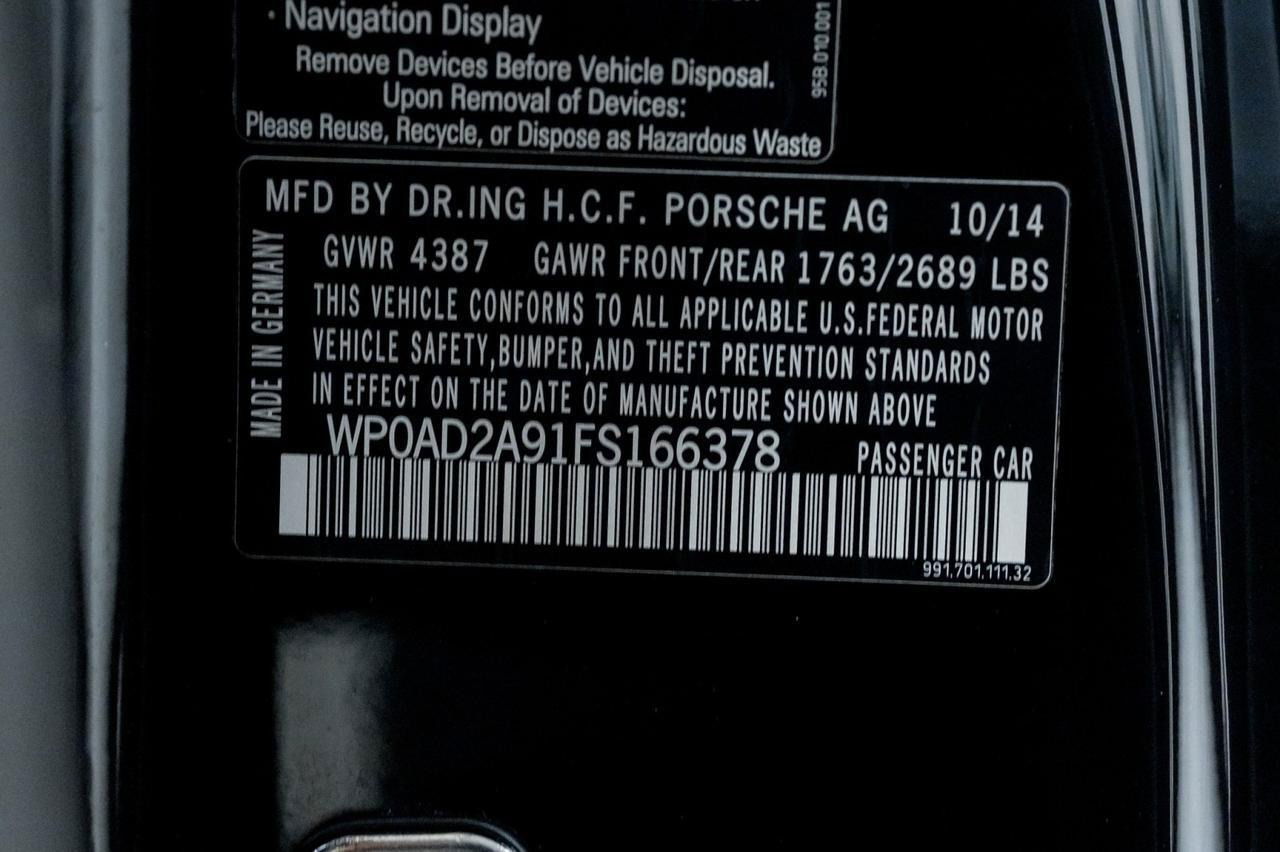 · Navigation Display
Remove Devices Before Vehicle Disposal.
Upon Removal of Devices:
Please Reuse, Recycle, or Dispose as Hazardous Waste
95B.010.001
MFD BY DR.ING H.C.F. PORSCHE AG 10/14
GVWR 4387 GAWR FRONT/REAR 1763/2689 LBS
THIS VEHICLE CONFORMS TO ALL APPLICABLE U.S.FEDERAL MOTOR
VEHICLE SAFETY,BUMPER,AND THEFT PREVENTION STANDARDS
IN EFFECT ON THE DATE OF MANUFACTURE SHOWN ABOVE
MADE IN GERMANY
WP0AD2A91FS166378 PASSENGER CAR
991.701.111.32